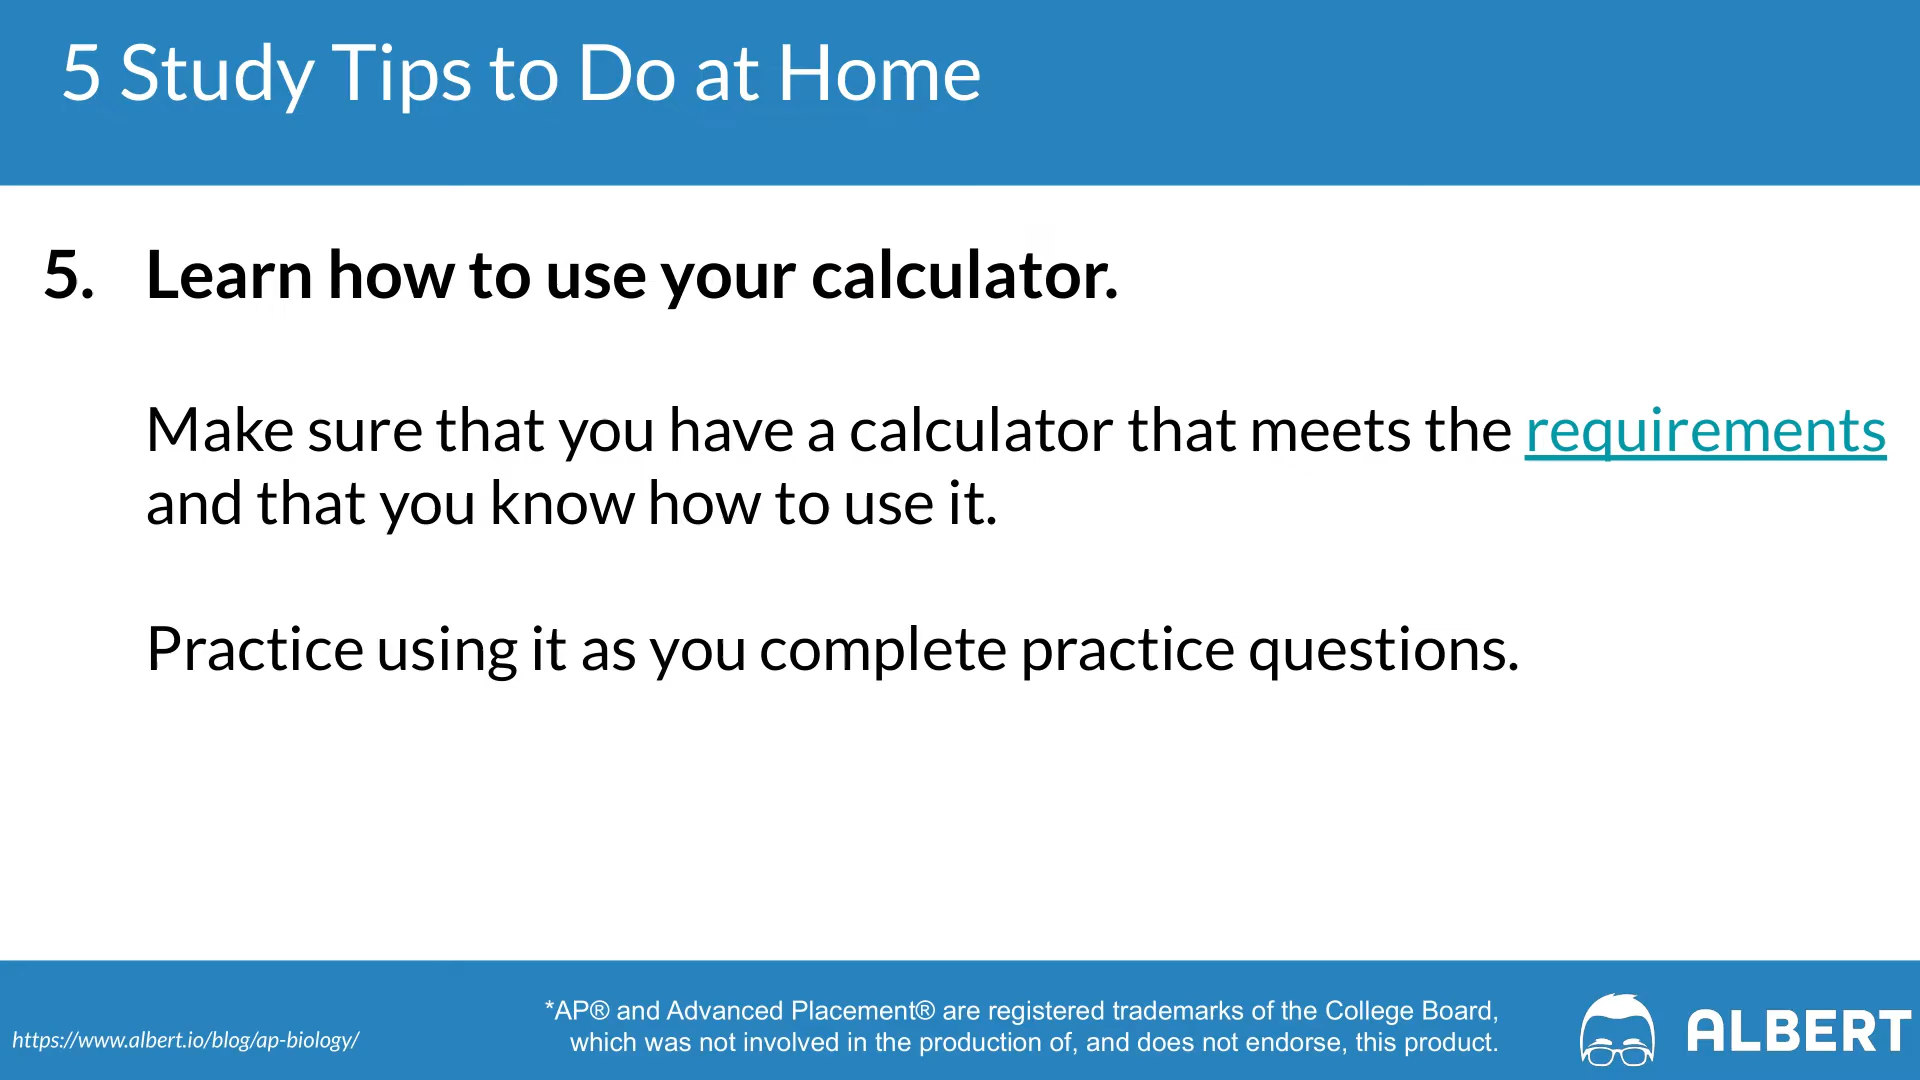 5 Study Tips to Do at Home
5. Learn how to use your calculator.
Make sure that you have a calculator that meets the requirements
and that you know how to use it.
Practice using it as you complete practice questions.
https://www.albert.io/blog/ap-biology/
*AP® and Advanced Placement® are registered trademarks of the College Board,
which was not involved in the production of, and does not endorse, this product.
ALBERT